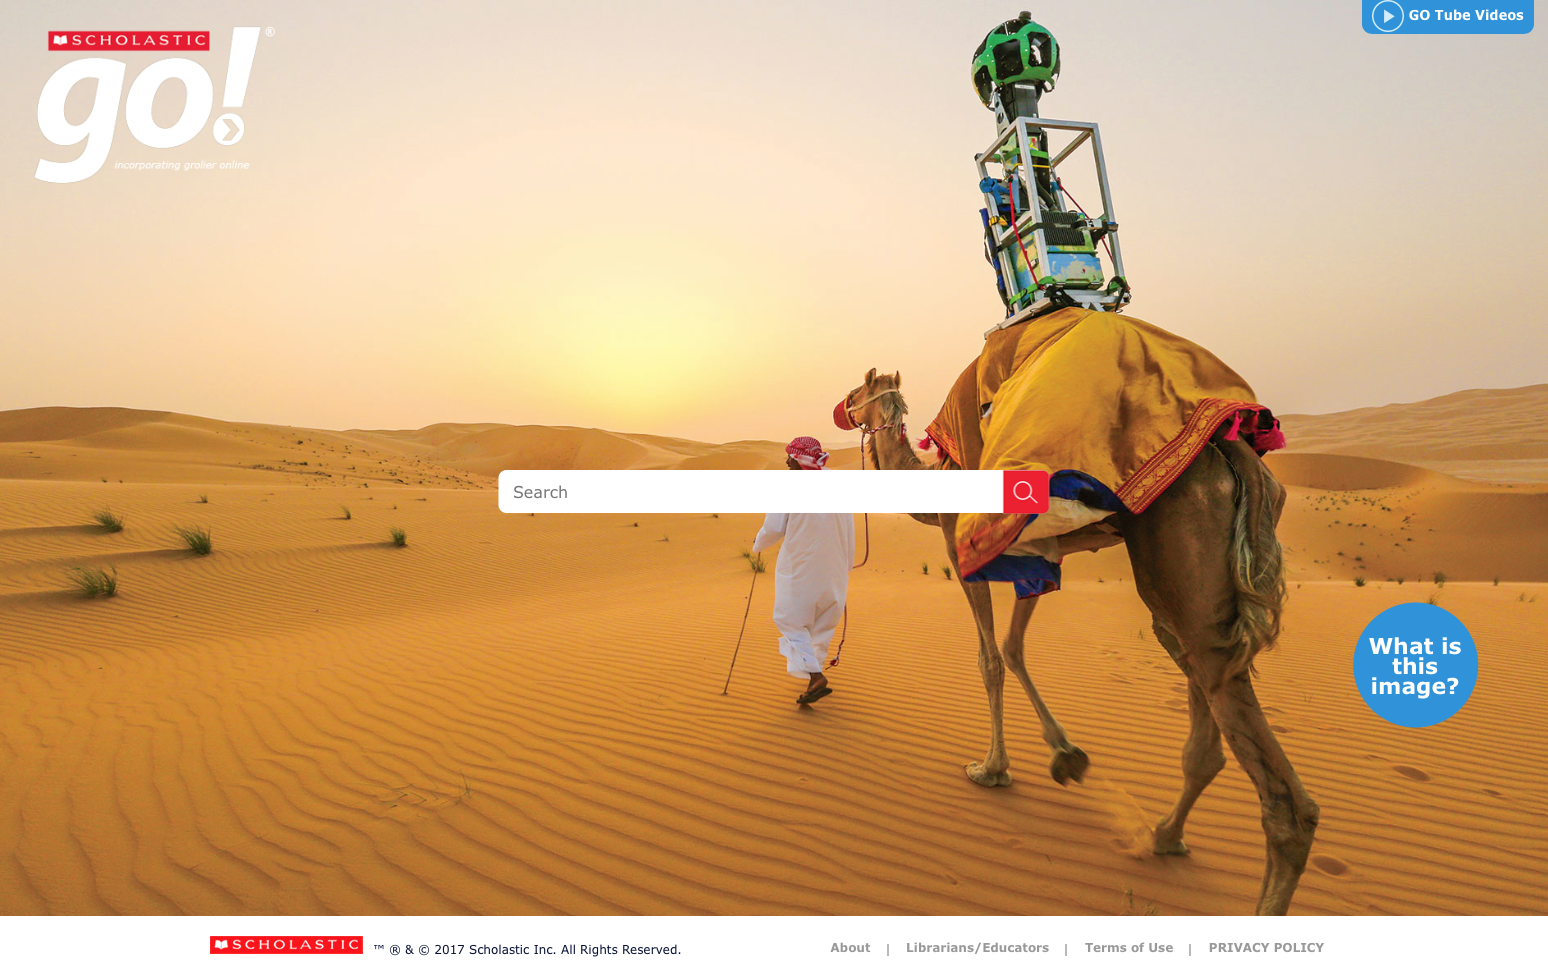 SCHOLASTIC
go!®
incorporating grolier online
GO Tube Videos
Search
What is
this
image?
SCHOLASTIC ™ ® & © 2017 Scholastic Inc. All Rights Reserved.
About | Librarians/Educators | Terms of Use | PRIVACY POLICY